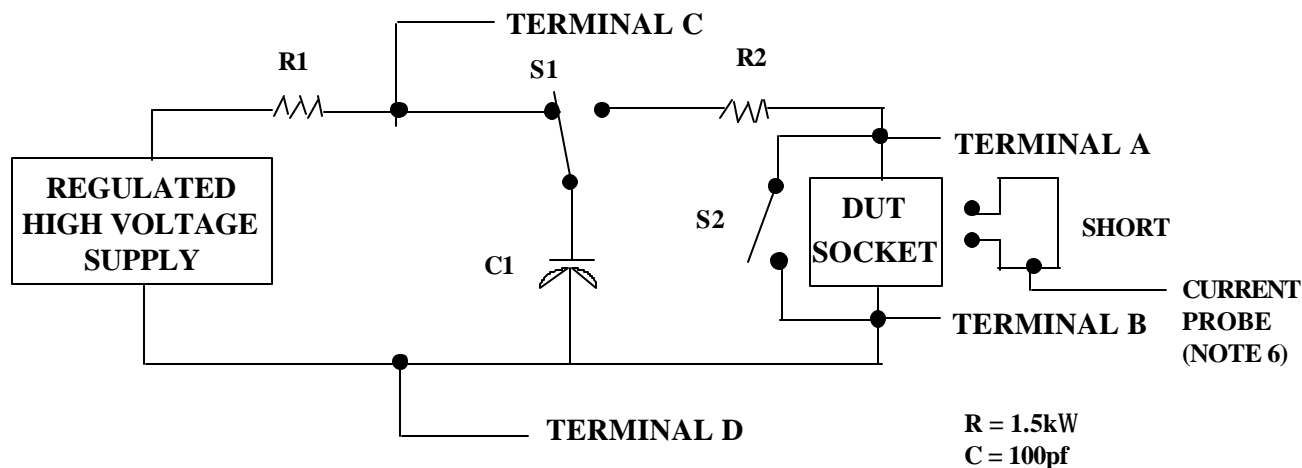 TERMINAL C
R1
S1
R2
TERMINAL A
REGULATED
HIGH VOLTAGE
SUPPLY
S2
DUT
SOCKET
SHORT
C1
CURRENT
PROBE
(NOTE 6)
TERMINAL B
TERMINAL D
R = 1.5kW
C = 100pf